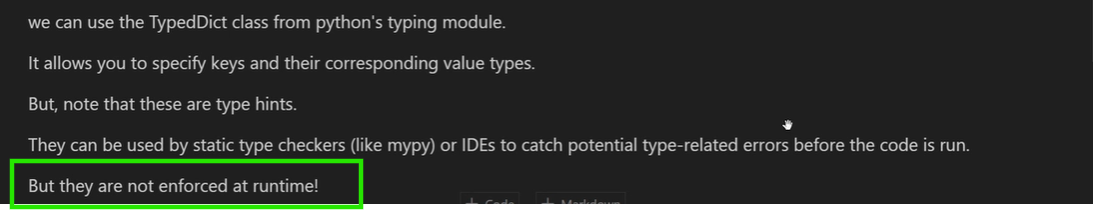 we can use the TypedDict class from python's typing module.
It allows you to specify keys and their corresponding value types.
But, note that these are type hints.
They can be used by static type checkers (like mypy) or IDEs to catch potential type-related errors before the code is run.
But they are not enforced at runtime!
+ Code + Markdown